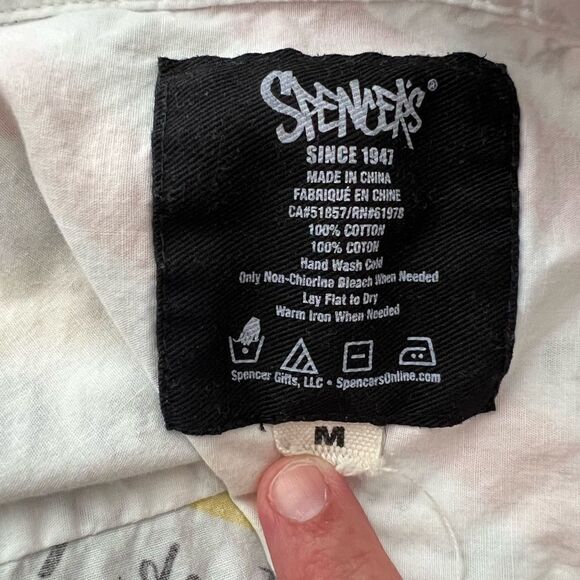 SPENCER'S®
SINCE 1947
MADE IN CHINA
FABRIQUÉ EN CHINE
CA#51857/RN#61978
100% COTTON
100% COTON
Hand Wash Cold
Only Non-Chlorine Bleach When Needed
Lay Flat to Dry
Warm Iron When Needed
Spencer Gifts, LLC • SpencersOnline.com
M